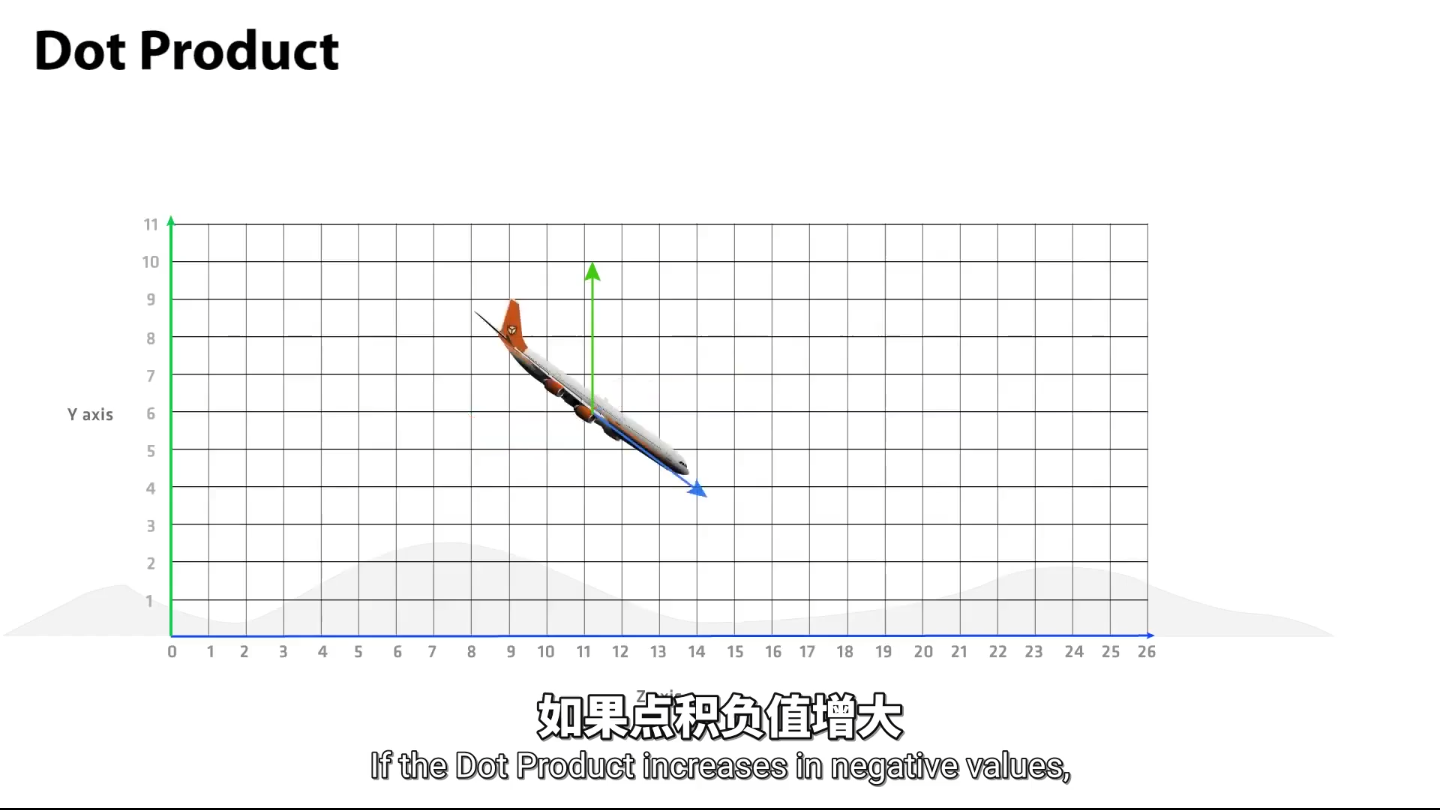 Dot Product
11
10
9
8
7
Y axis 6
5
4
3
2
1
0 1 2 3 4 5 6 7 8 9 10 11 12 13 14 15 16 17 18 19 20 21 22 23 24 25 26
Z axis
如果点积负值增大
If the Dot Product increases in negative values,